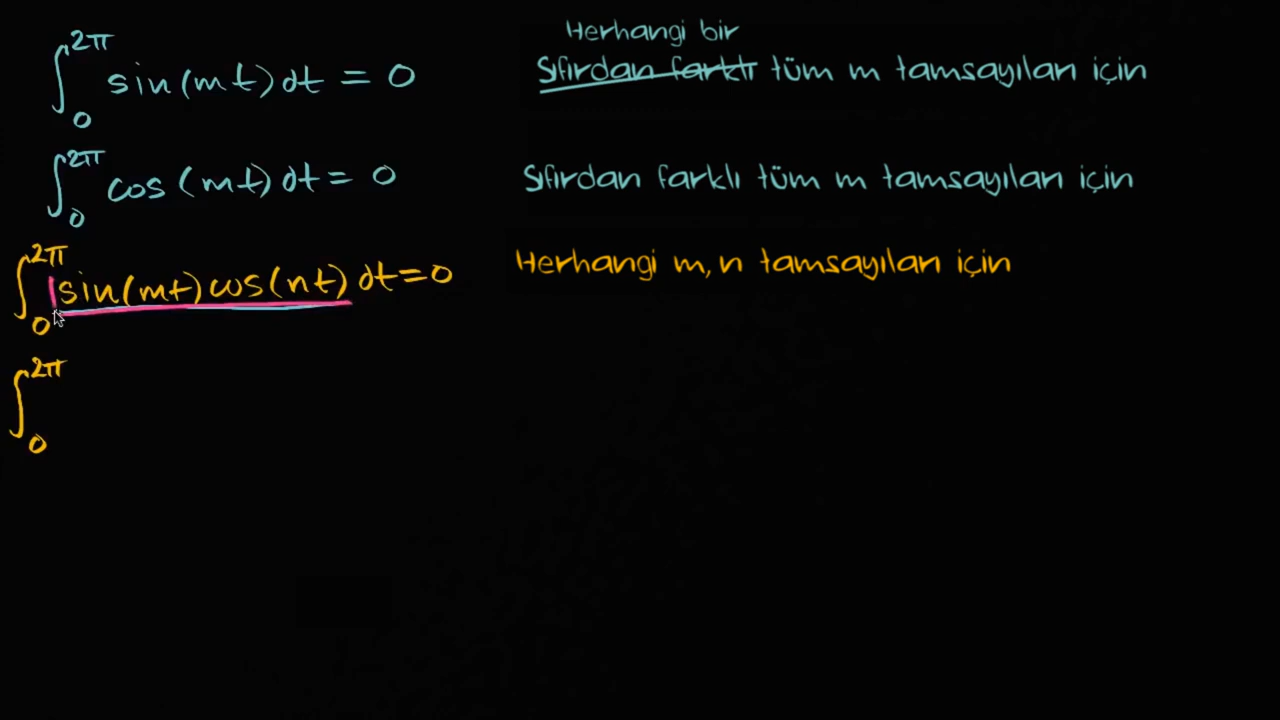 ∫₀^2π sin(mt)dt = 0 Herhangi bir
Sıfırdan farklı tüm m tamsayıları için
∫₀^2π cos(mt)dt = 0 Sıfırdan farklı tüm m tamsayıları için
∫₀^2π sin(mt)cos(nt)dt=0 Herhangi m,n tamsayıları için
∫₀^2π